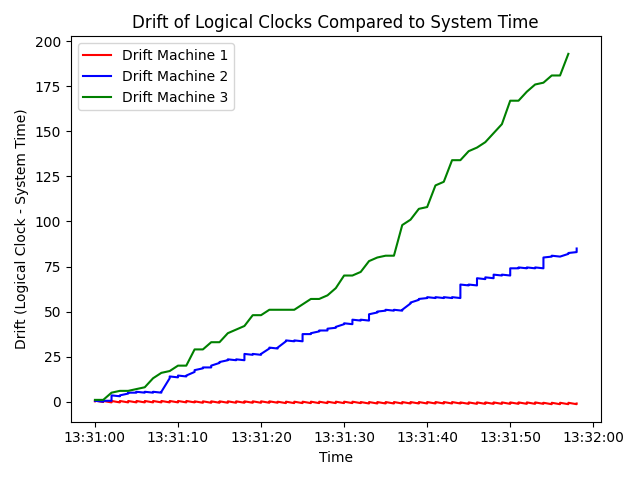 Drift of Logical Clocks Compared to System Time
Drift (Logical Clock - System Time)
200
175
150
125
100
75
50
25
0
Drift Machine 1
Drift Machine 2
Drift Machine 3
13:31:00 13:31:10 13:31:20 13:31:30 13:31:40 13:31:50 13:32:00
Time